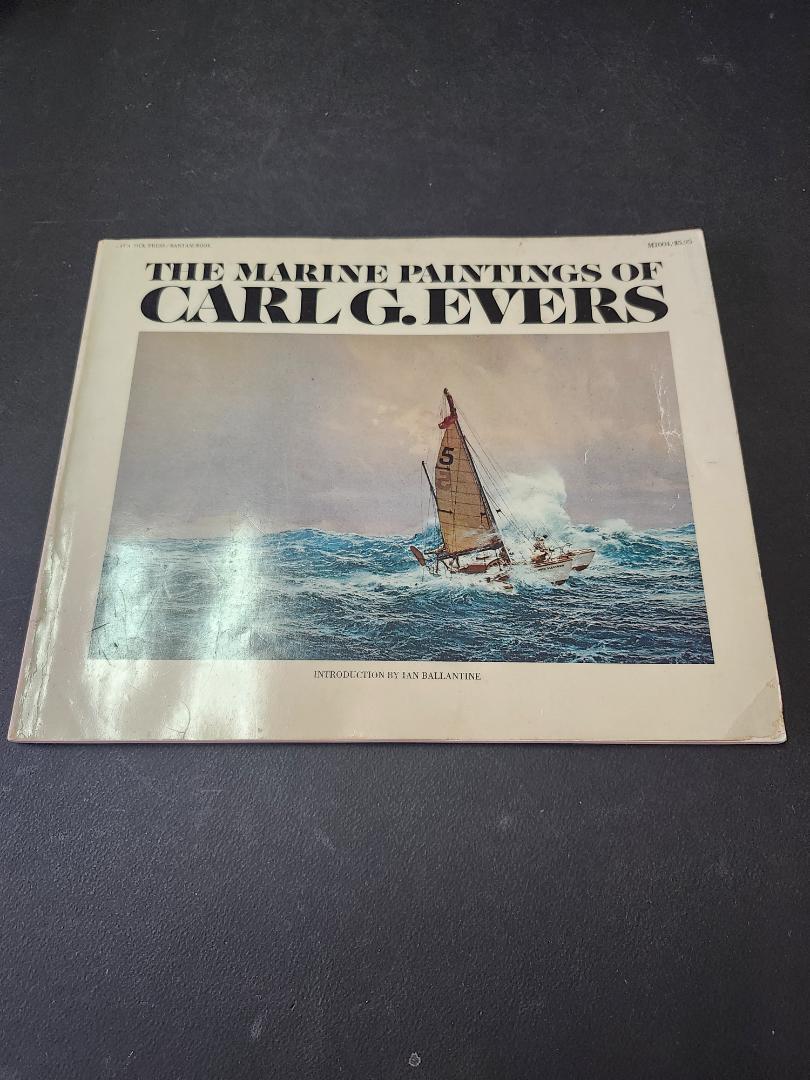 PRESS/BANTAM BOOK
M1004/$5.95
THE MARINE PAINTINGS OF
CARL G. EVERS
5
INTRODUCTION BY IAN BALLANTINE